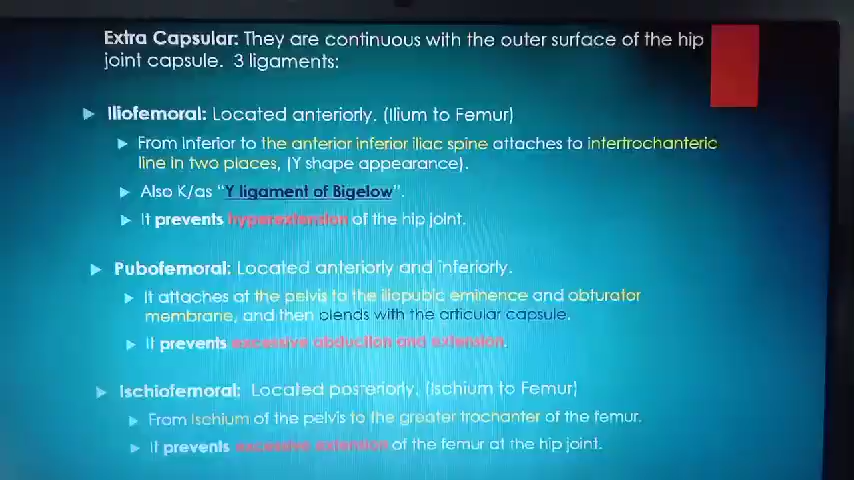 Extra Capsular: They are continuous with the outer surface of the hip
joint capsule. 3 ligaments:
Iliofemoral: Located anteriorly. (Ilium to Femur)
From Inferior to the anterior inferior iliac spine attaches to intertrochanteric
line in two places, (Y shape appearance).
Also K/as "Y ligament of Bigelow".
It prevents hyperextension of the hip joint.
Pubofemoral: Located anteriorly and inferiorly.
It attaches at the pelvis to the iliopubic eminence and obturator
membrane, and then blends with the articular capsule.
It prevents excessive abduction and extension.
Ischiofemoral: Located posteriorly. (Ischium to Femur)
From Ischium of the pelvis to the greater trochanter of the femur.
It prevents excessive extension of the femur at the hip joint.